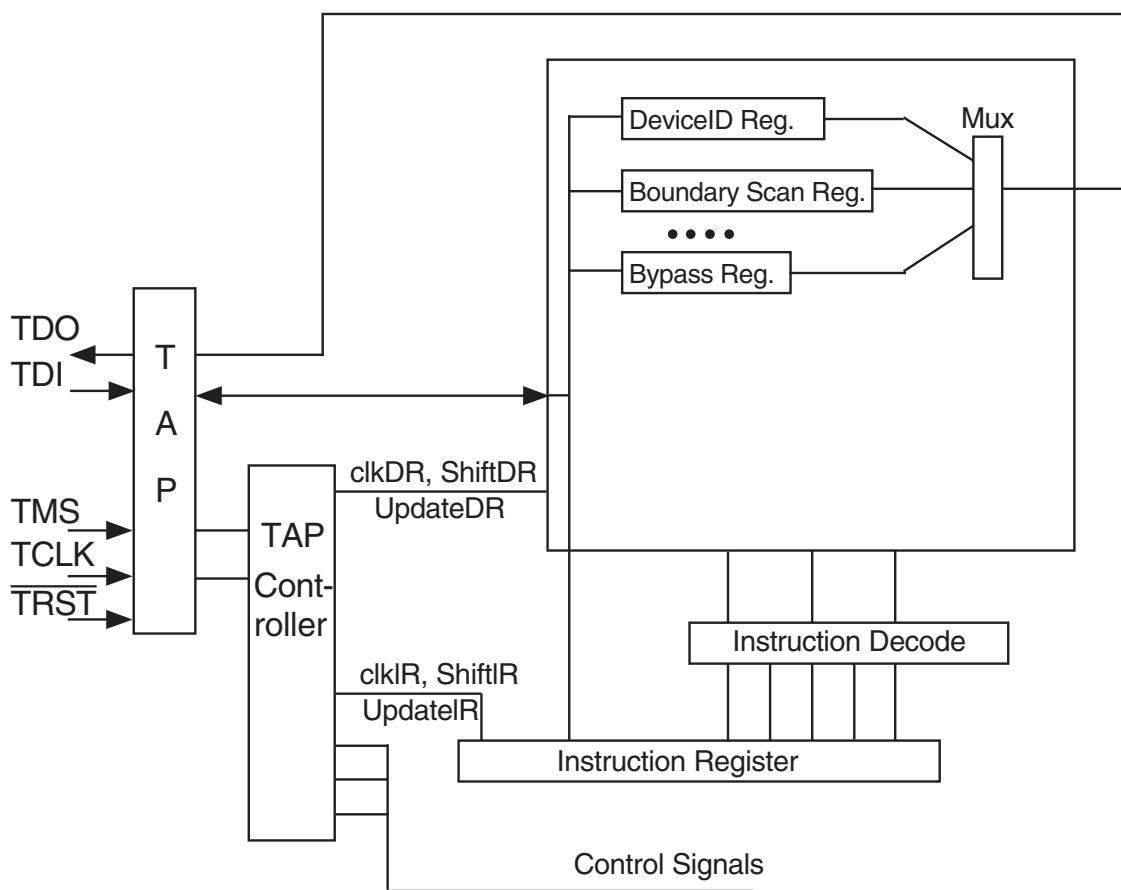 DeviceID Reg.
Mux
Boundary Scan Reg.
Bypass Reg.
TDO
TDI
T
A
P
TMS
TCLK
TRST
TAP
Cont-
roller
clkDR, ShiftDR
UpdateDR
Instruction Decode
clkIR, ShiftIR
UpdateIR
Instruction Register
Control Signals